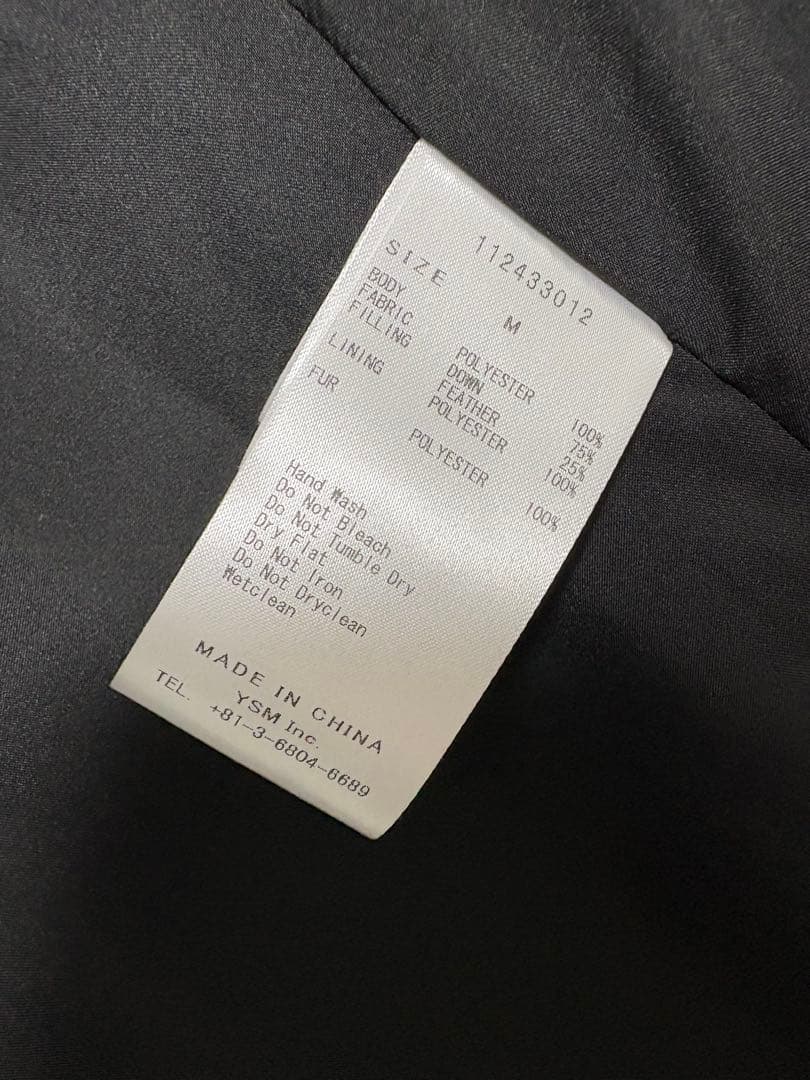 112433012
SIZE M
BODY
FABRIC POLYESTER 100%
FILLING DOWN 75%
FEATHER 25%
LINING POLYESTER 100%
FUR POLYESTER 100%
Hand Wash
Do Not Bleach
Do Not Tumble Dry
Dry Flat
Do Not Iron
Do Not Dryclean
Wetclean
MADE IN CHINA
YSM Inc.
TEL. +81-3-6804-6689